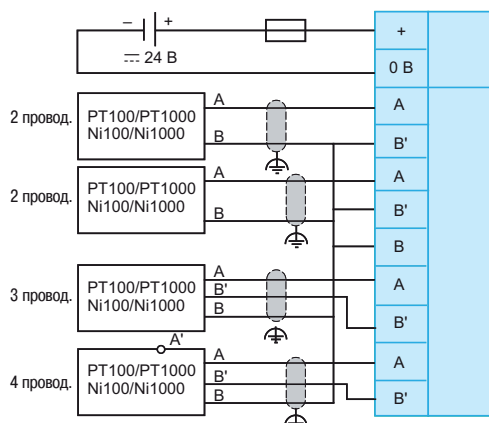 – +
24 В
+
0 В
2 провод.
PT100/PT1000
Ni100/Ni1000
A
B
A
B'
2 провод.
PT100/PT1000
Ni100/Ni1000
A
B
A
B'
B
3 провод.
PT100/PT1000
Ni100/Ni1000
A
B'
B
A
B'
A'
4 провод.
PT100/PT1000
Ni100/Ni1000
A
B'
B
A
B'